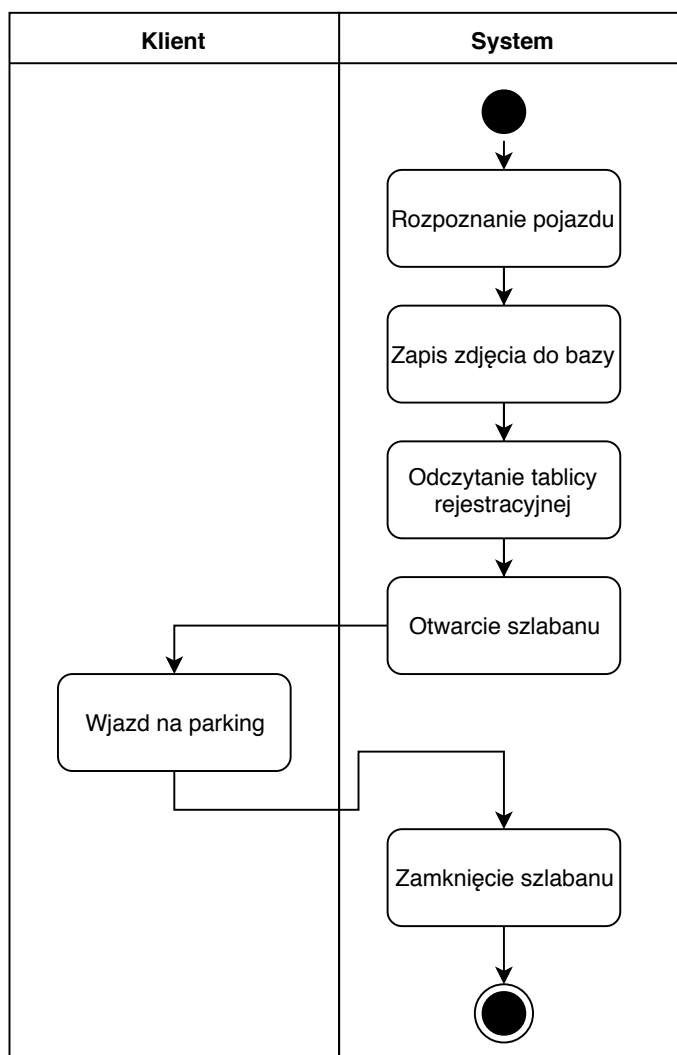 Klient
System
Rozpoznanie pojazdu
Zapis zdjęcia do bazy
Odczytanie tablicy
rejestracyjnej
Otwarcie szlabanu
Wjazd na parking
Zamknięcie szlabanu